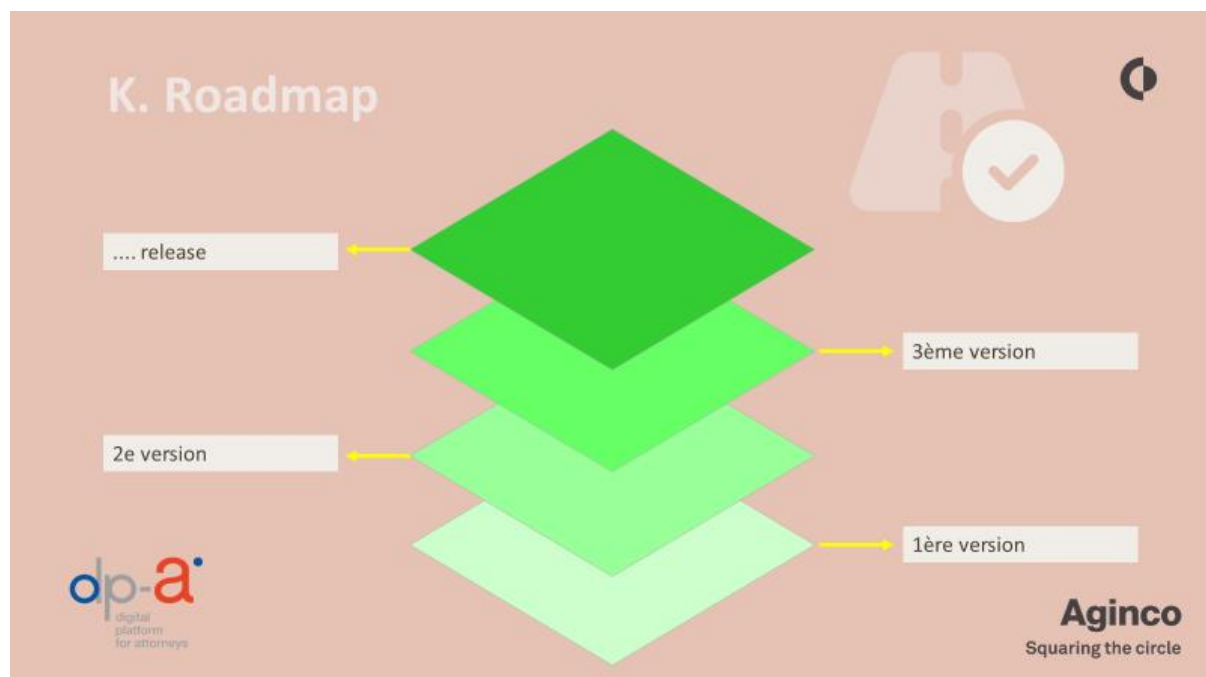 K. Roadmap
.... release
3ème version
2e version
1ère version
dp-a
digital
platform
for attorneys
Aginco
Squaring the circle